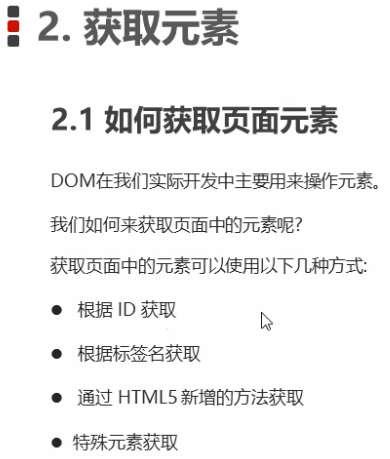 2. 获取元素
2.1 如何获取页面元素
DOM在我们实际开发中主要用来操作元素。
我们如何来获取页面中的元素呢?
获取页面中的元素可以使用以下几种方式:
● 根据 ID 获取
● 根据标签名获取
● 通过 HTML5 新增的方法获取
● 特殊元素获取